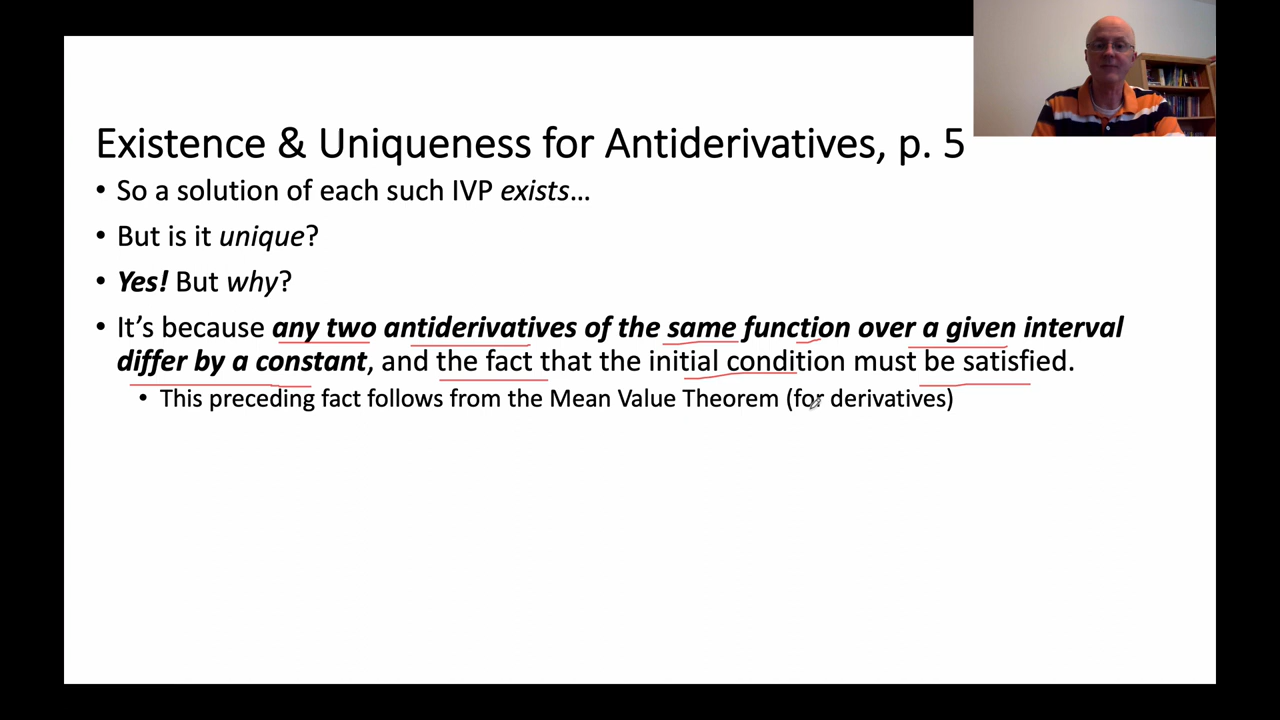 Existence & Uniqueness for Antiderivatives, p. 5
• So a solution of each such IVP exists…
• But is it unique?
• Yes! But why?
• It’s because any two antiderivatives of the same function over a given interval
differ by a constant, and the fact that the initial condition must be satisfied.
• This preceding fact follows from the Mean Value Theorem (for derivatives)